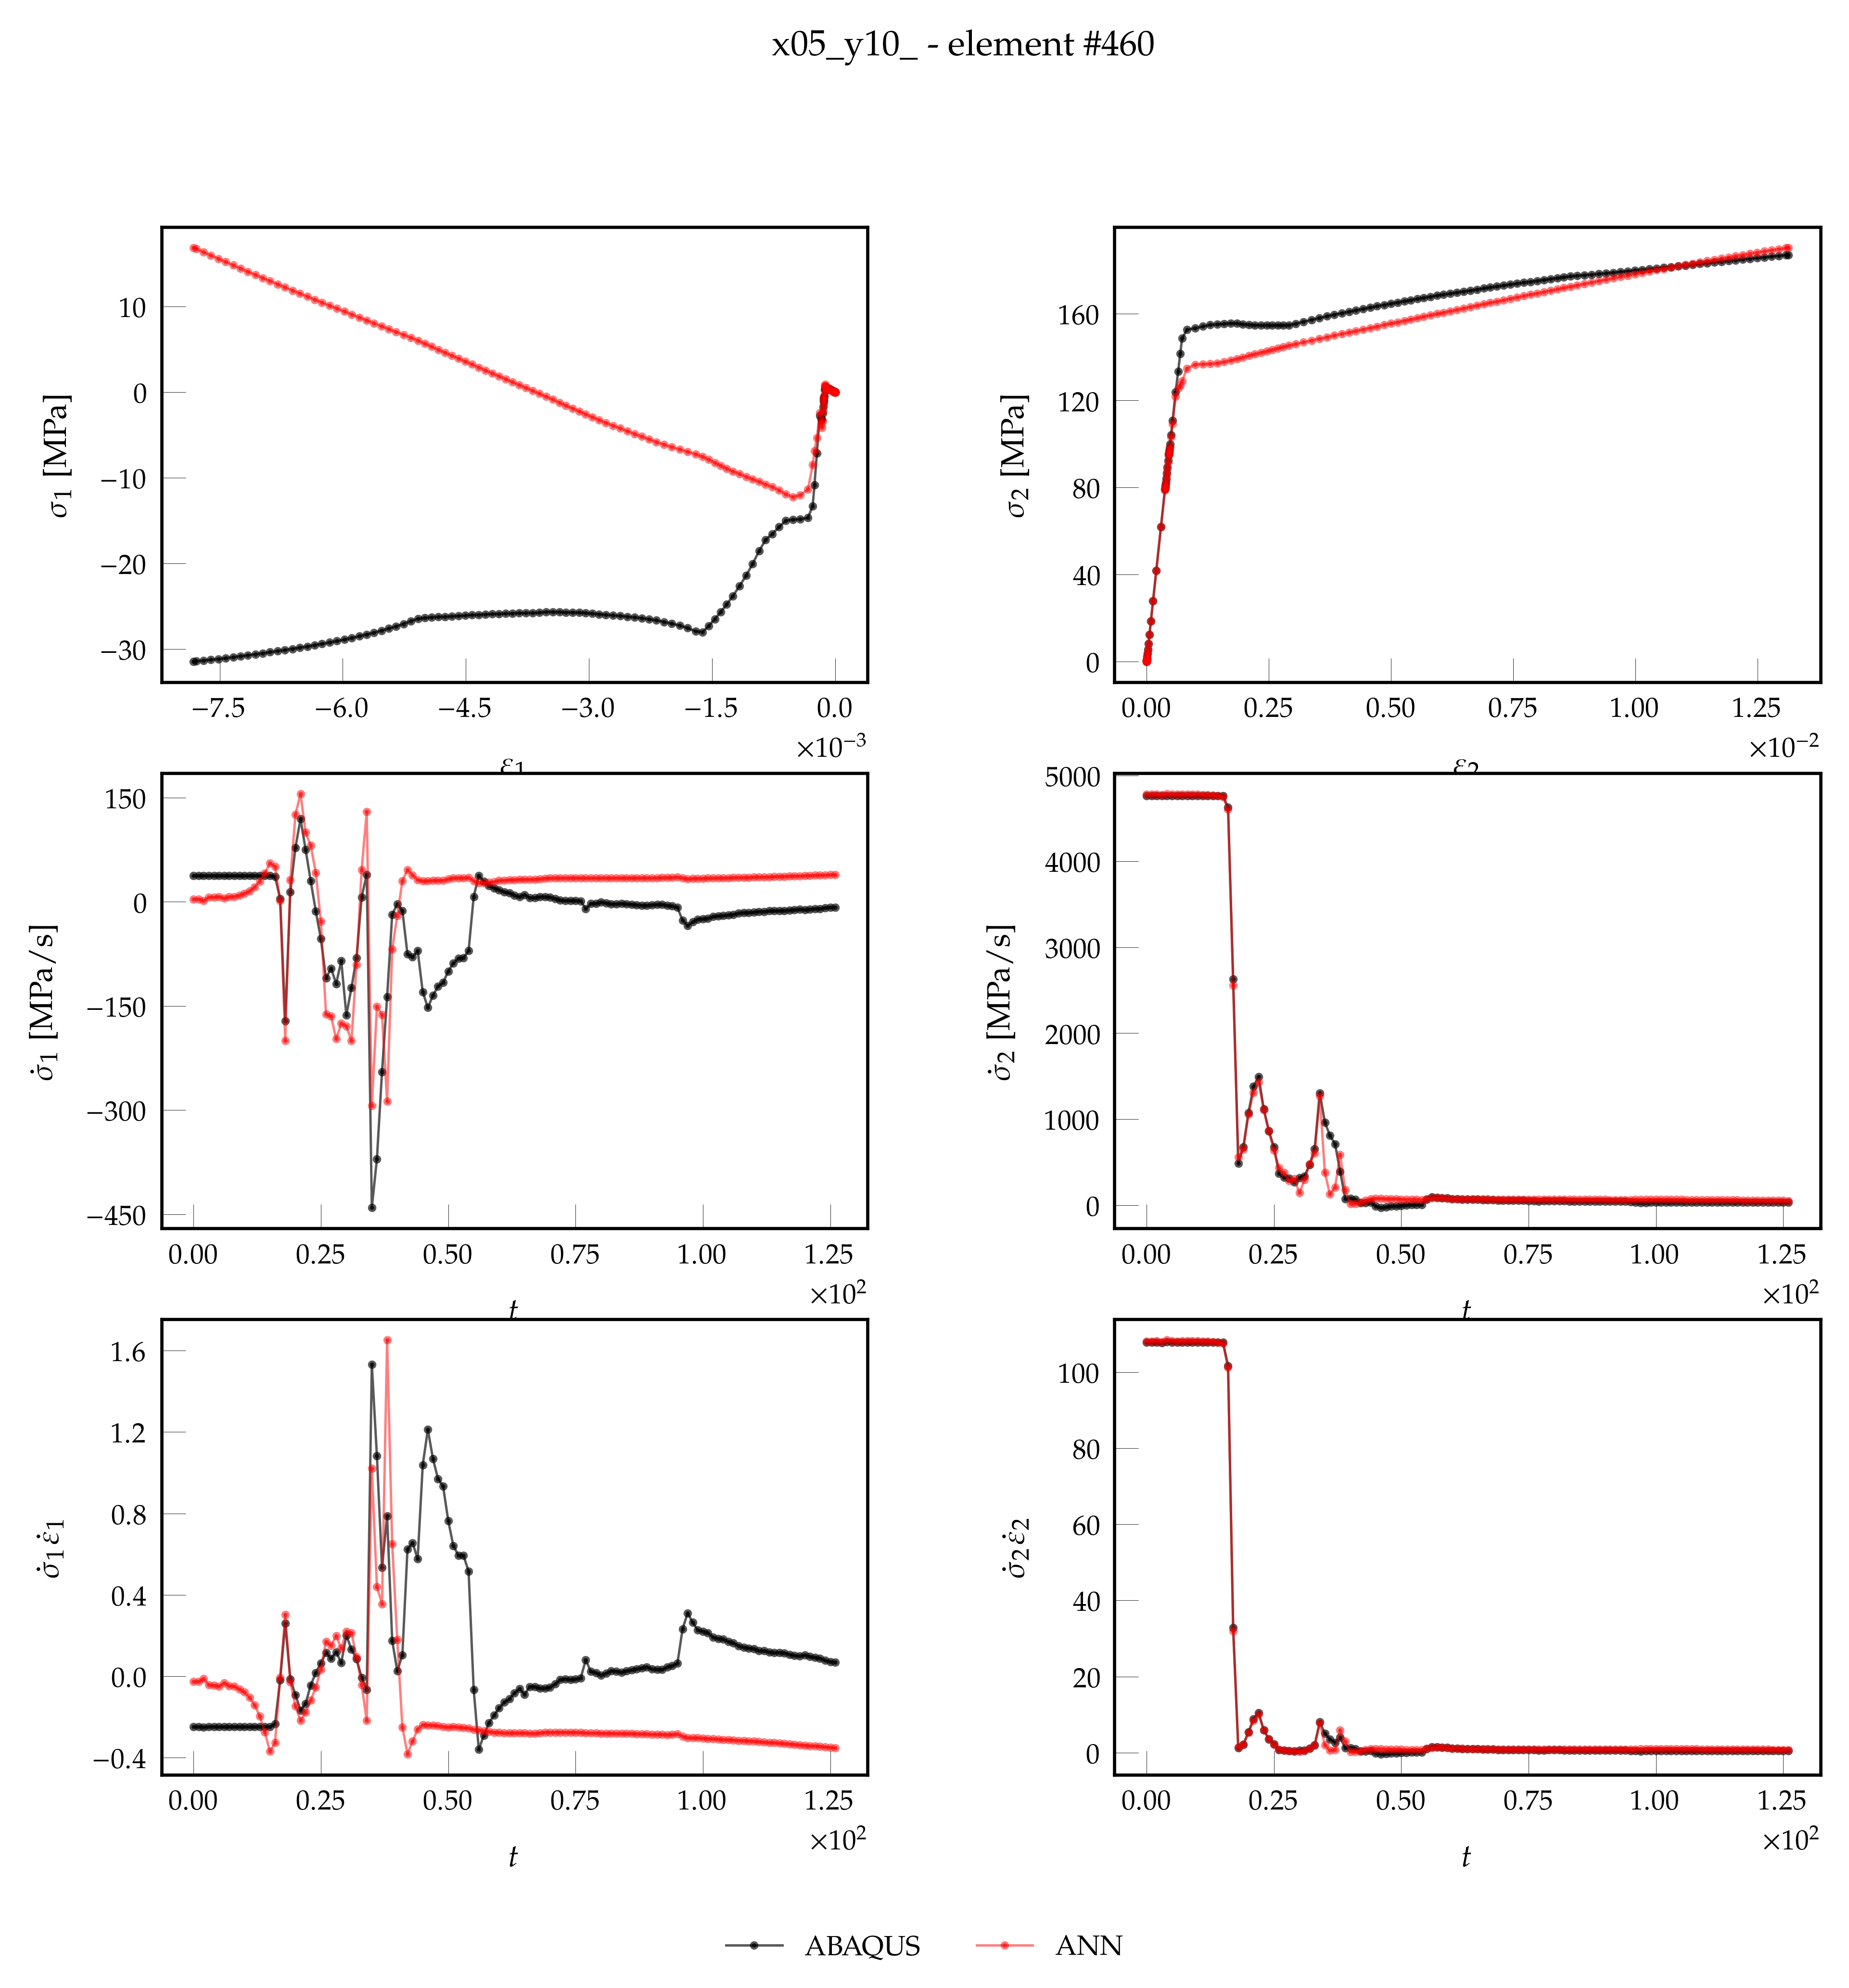 x05_y10_ - element #460
σ1 [MPa]
10
0
−10
−20
−30
−7.5 −6.0 −4.5 −3.0 −1.5 0.0
×10−3
ε1
σ2 [MPa]
160
120
80
40
0
0.00 0.25 0.50 0.75 1.00 1.25
×10−2
ε2
σ̇1 [MPa/s]
150
0
−150
−300
−450
0.00 0.25 0.50 0.75 1.00 1.25
×102
t
σ̇2 [MPa/s]
5000
4000
3000
2000
1000
0
0.00 0.25 0.50 0.75 1.00 1.25
×102
t
σ̇1ε̇1
1.6
1.2
0.8
0.4
0.0
−0.4
0.00 0.25 0.50 0.75 1.00 1.25
×102
t
σ̇2ε̇2
100
80
60
40
20
0
0.00 0.25 0.50 0.75 1.00 1.25
×102
t
ABAQUS ANN